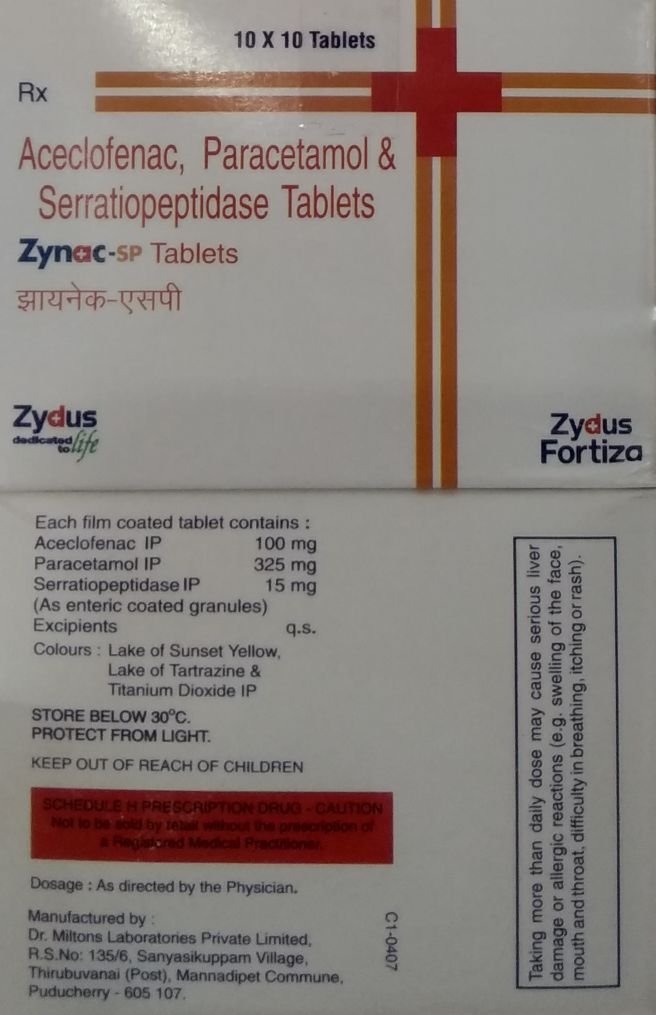 10 X 10 Tablets
Rx
Aceclofenac, Paracetamol &
Serratiopeptidase Tablets
Zynac-SP Tablets
झायनेक-एसपी
Zydus
dedicated
to life
Zydus
Fortiza
Each film coated tablet contains :
Aceclofenac IP 100 mg
Paracetamol IP 325 mg
Serratiopeptidase IP 15 mg
(As enteric coated granules)
Excipients q.s.
Colours : Lake of Sunset Yellow,
Lake of Tartrazine &
Titanium Dioxide IP
STORE BELOW 30°C.
PROTECT FROM LIGHT.
KEEP OUT OF REACH OF CHILDREN
SCHEDULE H PRESCRIPTION DRUG - CAUTION
Not to be sold by retail without the prescription of
a Registered Medical Practitioner.
Dosage : As directed by the Physician.
Manufactured by :
Dr. Miltons Laboratories Private Limited,
R.S.No: 135/6, Sanyasikuppam Village,
Thirubuvanai (Post), Mannadipet Commune,
Puducherry - 605 107.
C1-0407
Taking more than daily dose may cause serious liver
damage or allergic reactions (e.g. swelling of the face,
mouth and throat, difficulty in breathing, itching or rash).